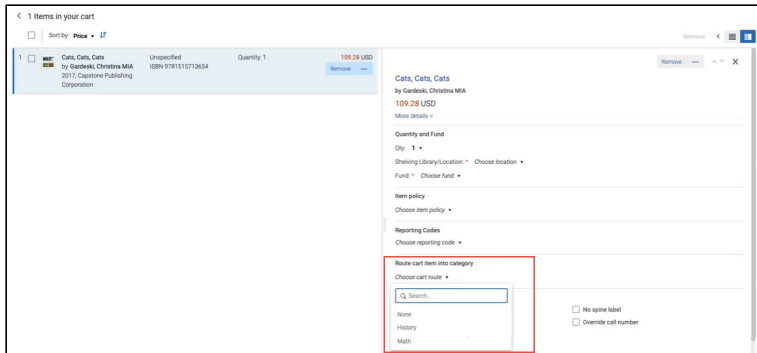 1 Items in your cart
Sort by: Price
Remove
1 Cats, Cats, Cats Unspecified Quantity: 1 109.28 USD
by Gardeski, Christina MIA ISBN 9781515713654 Remove ...
2017, Capstone Publishing
Corporation
Remove ... X
Cats, Cats, Cats
by Gardeski, Christina MIA
109.28 USD
More details
Quantity and Fund
Qty: 1
Shelving Library/Location: * Choose location
Fund: * Choose fund
Item policy
Choose item policy
Reporting Codes
Choose reporting code
Route cart item into category
Choose cart route
Search...
None
No spine label
History
Override call number
Math